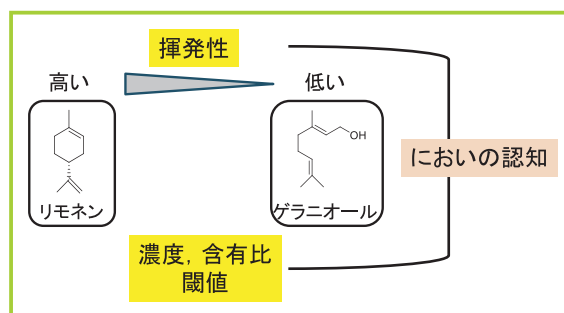 揮発性
高い
低い
OH
リモネン
ゲラニオール
においの認知
濃度，含有比
閾値